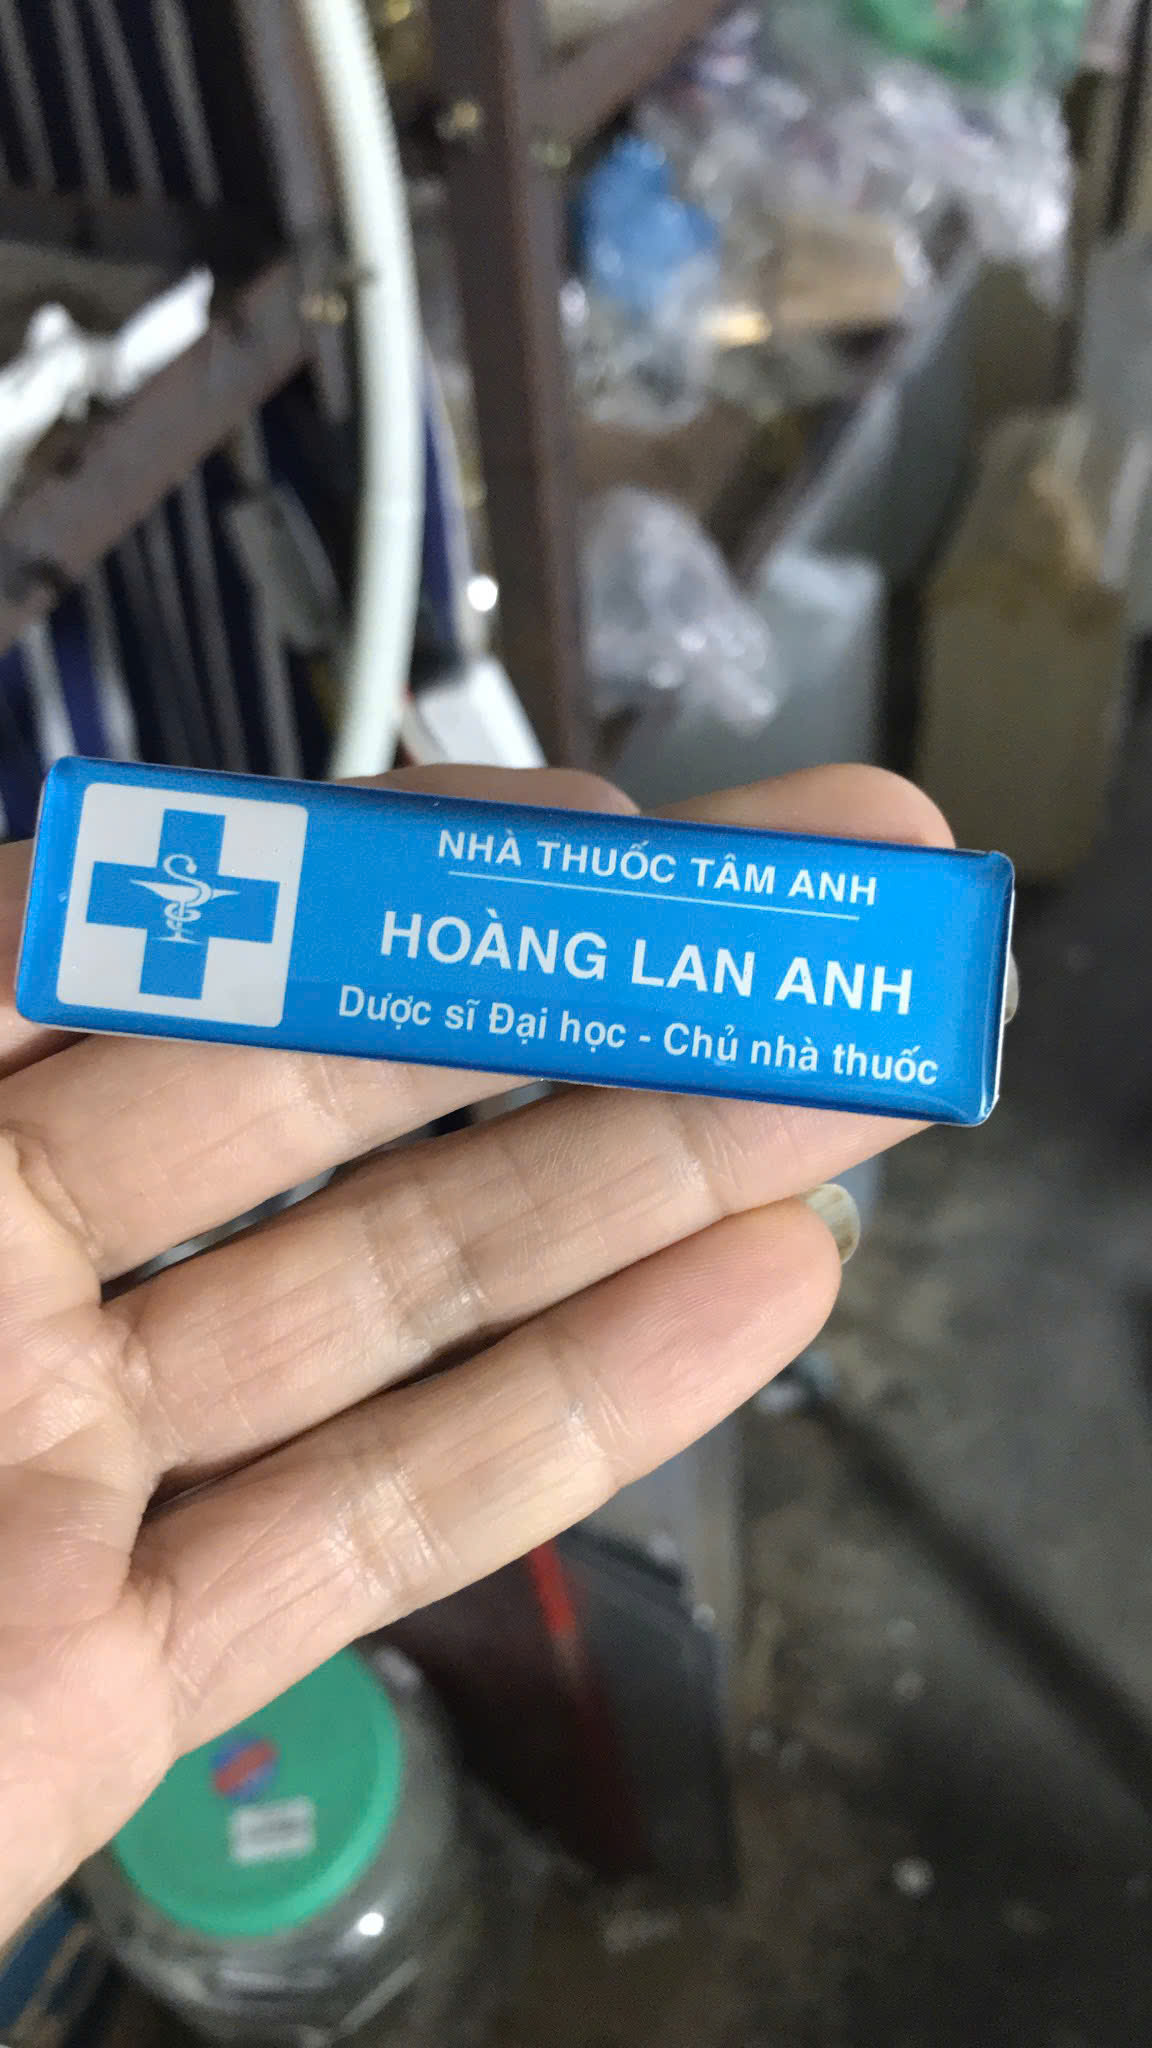 NHÀ THUỐC TÂM ANH
HOÀNG LAN ANH
Dược sĩ Đại học - Chủ nhà thuốc